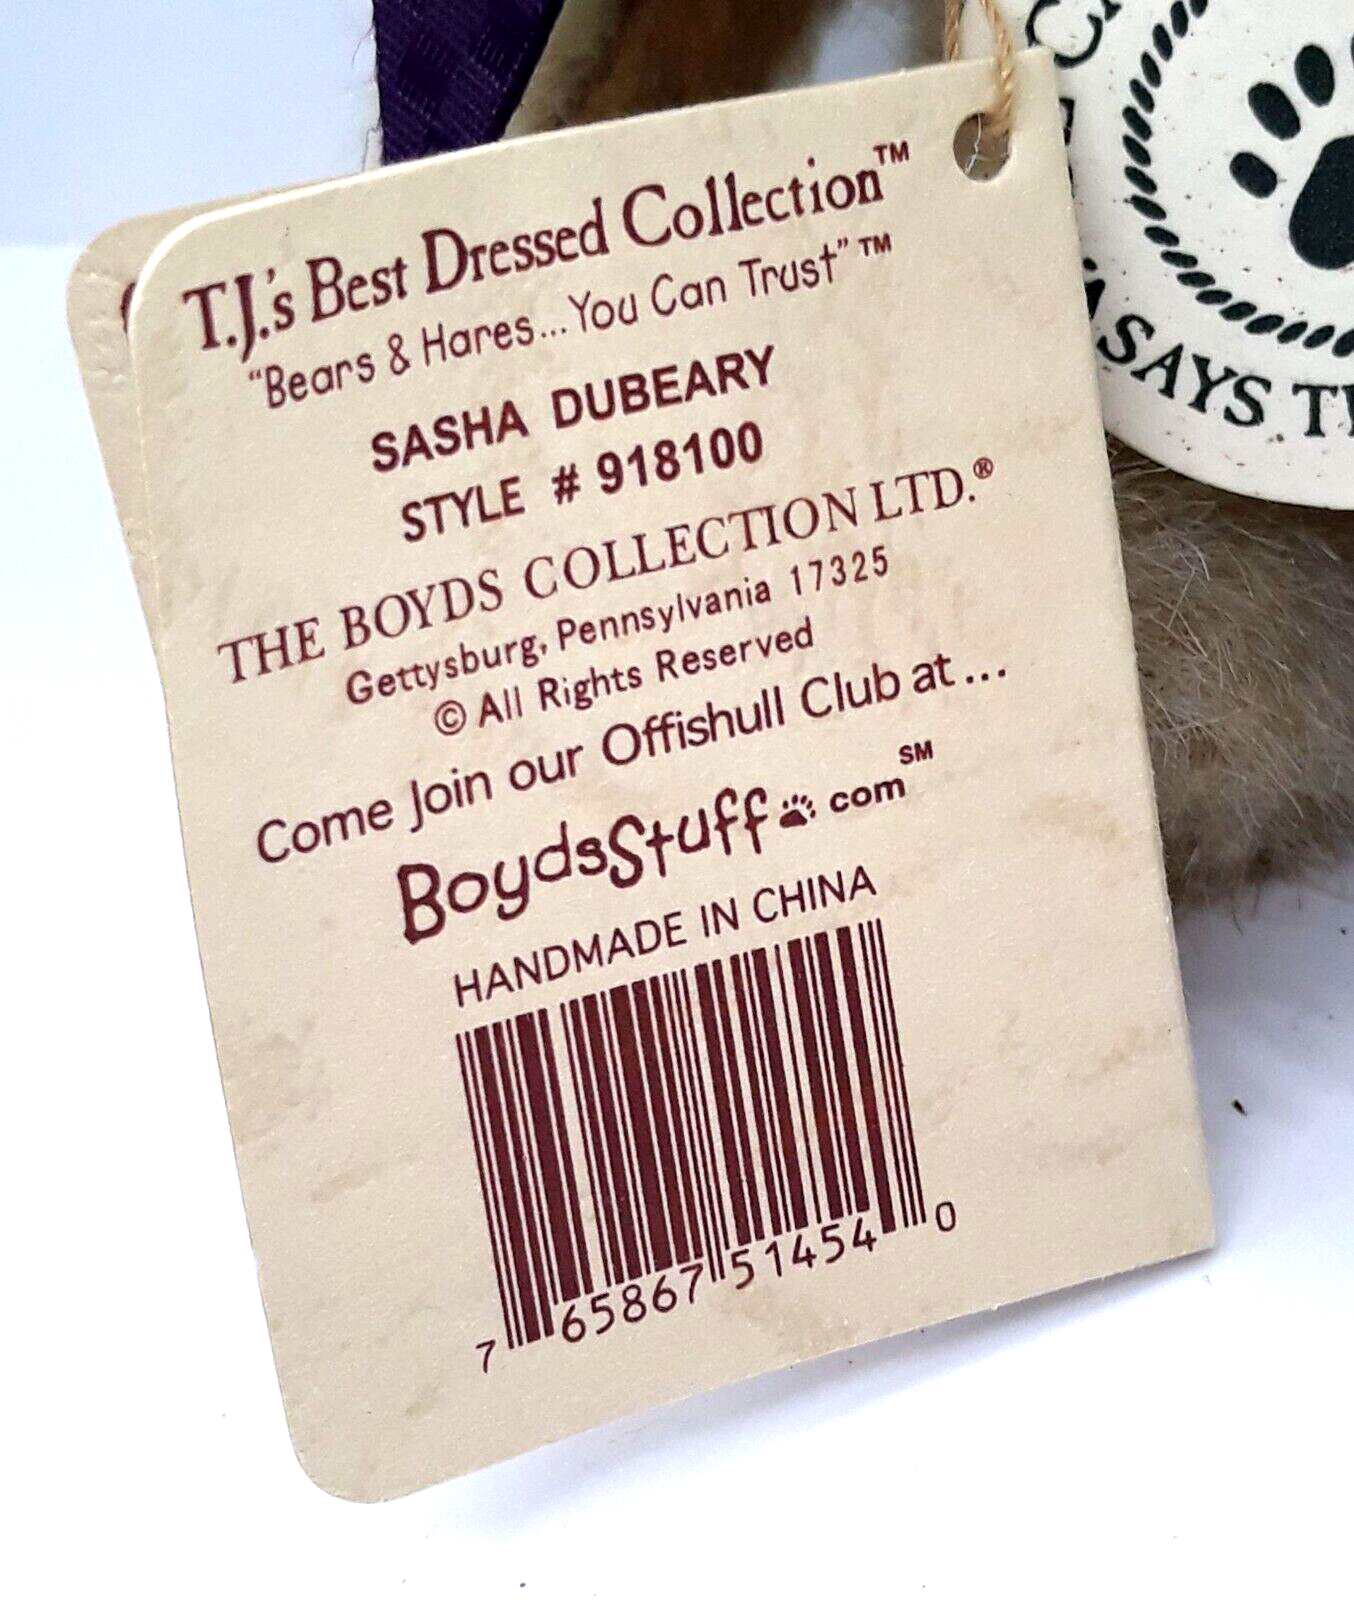 T.J.'s Best Dressed Collection™
"Bears & Hares...You Can Trust"™
SASHA DUBEARY
STYLE # 918100
THE BOYDS COLLECTION LTD.®
Gettysburg, Pennsylvania 17325
© All Rights Reserved
Come Join our Offishull Club at...
BoydsStuff com℠
HANDMADE IN CHINA
7 65867 51454 0
SAYS